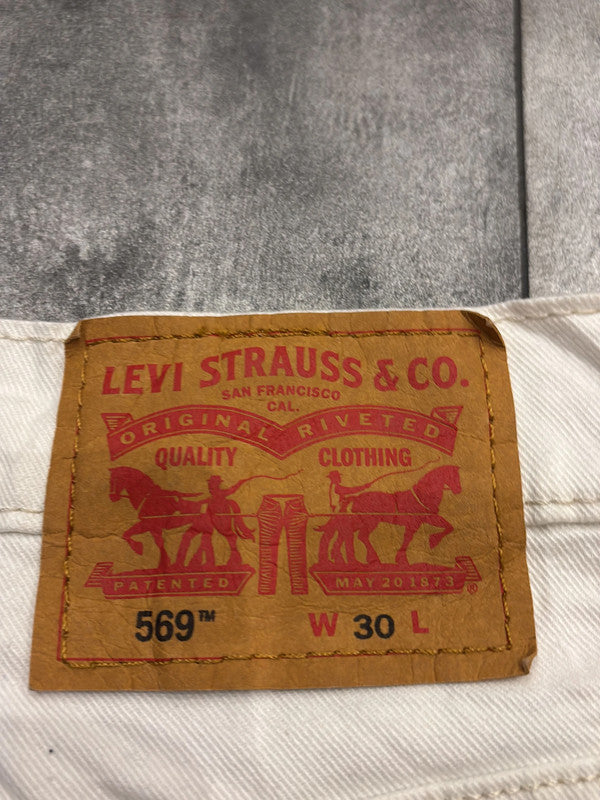 LEVI STRAUSS & CO.
SAN FRANCISCO
CAL.
ORIGINAL RIVETED
QUALITY CLOTHING
PATENTED MAY 20 1873 ®
569™ W 30 L